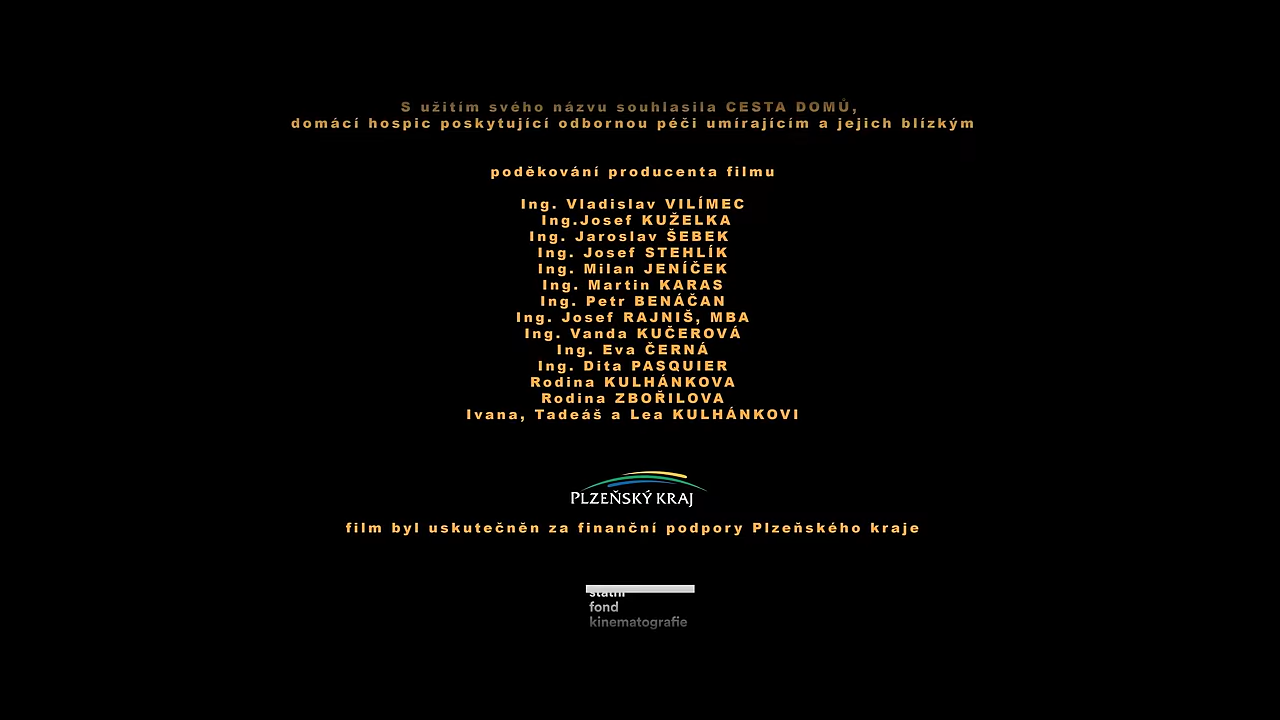 S užitím svého názvu souhlasila CESTA DOMŮ,
domácí hospic poskytující odbornou péči umírajícím a jejich blízkým
poděkování producenta filmu
Ing. Vladislav VILÍMEC
Ing.Josef KUŽELKA
Ing. Jaroslav ŠEBEK
Ing. Josef STEHLÍK
Ing. Milan JENÍČEK
Ing. Martin KARAS
Ing. Petr BENÁČAN
Ing. Josef RAJNIŠ, MBA
Ing. Vanda KUČEROVÁ
Ing. Eva ČERNÁ
Ing. Dita PASQUIER
Rodina KULHÁNKOVA
Rodina ZBOŘILOVA
Ivana, Tadeáš a Lea KULHÁNKOVI
PLZEŇSKÝ KRAJ
film byl uskutečněn za finanční podpory Plzeňského kraje
státní
fond
kinematografie